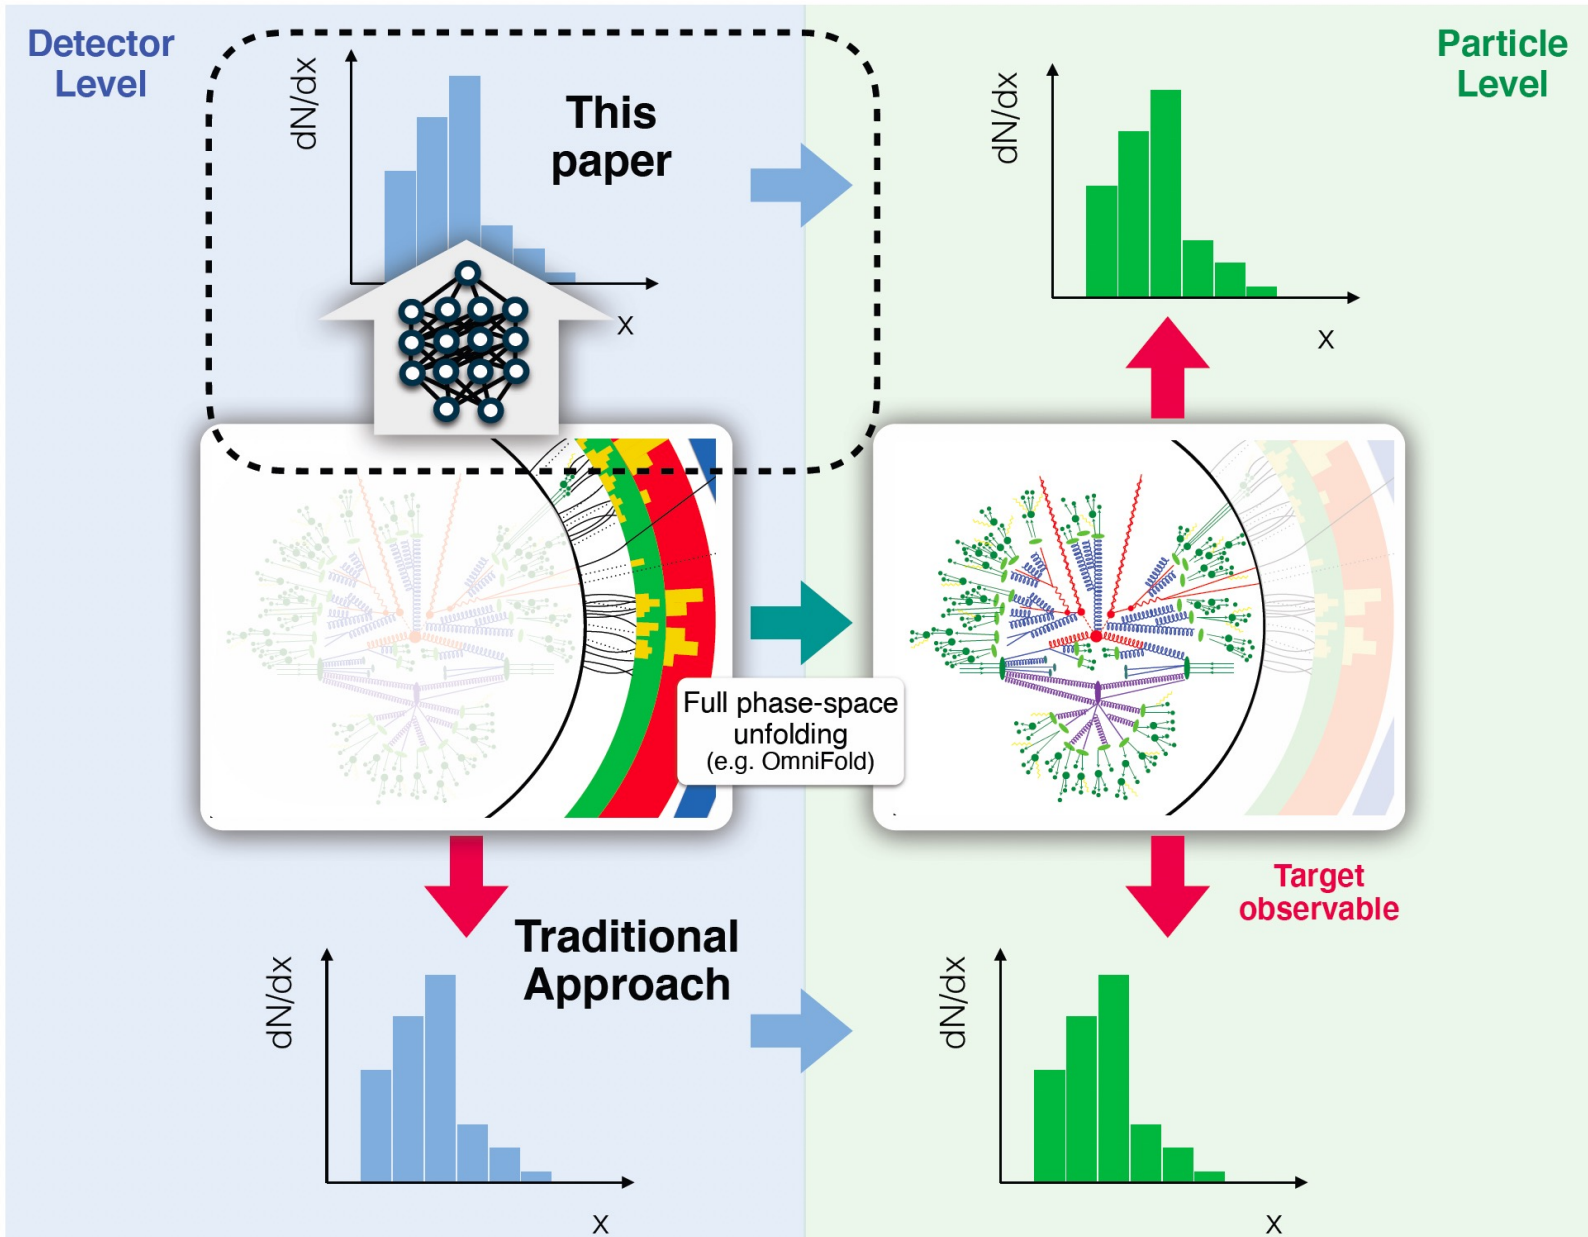 Detector
Level
Particle
Level
dN/dx
This
paper
X
dN/dx
X
Full phase-space
unfolding
(e.g. OmniFold)
Target
observable
Traditional
Approach
dN/dx
X
dN/dx
X